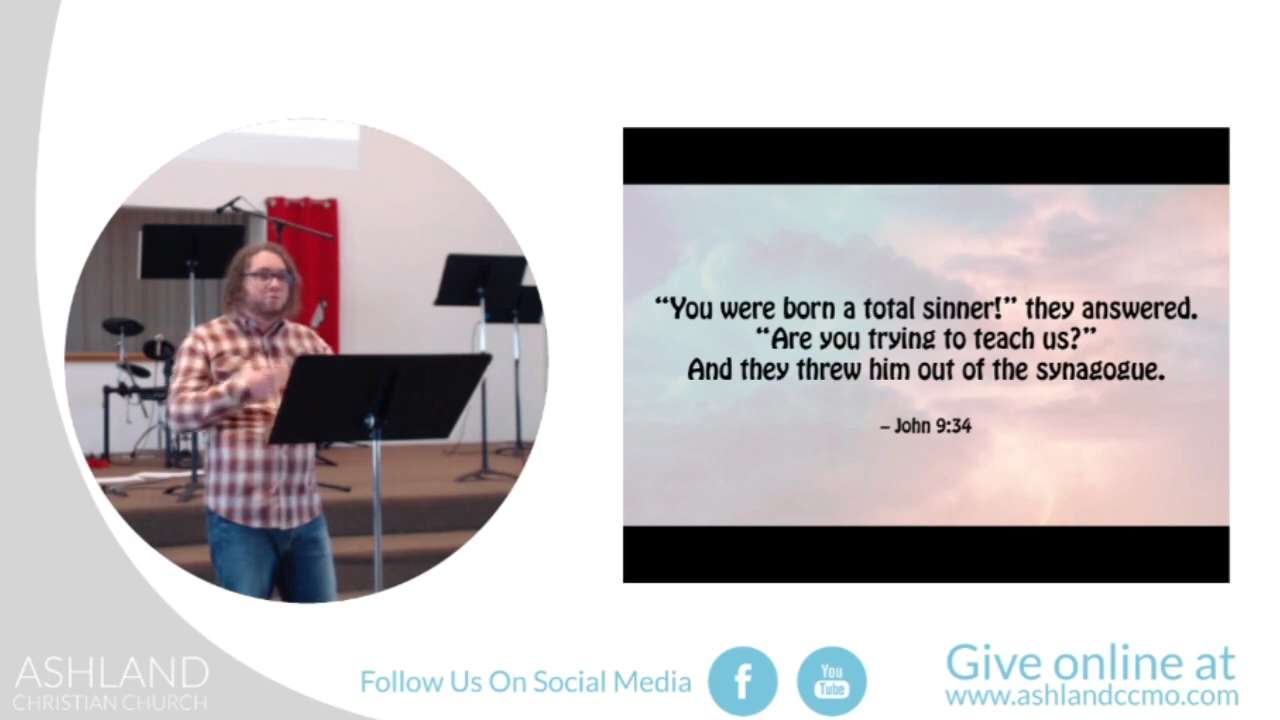 “You were born a total sinner!” they answered.
“Are you trying to teach us?”
And they threw him out of the synagogue.
– John 9:34
ASHLAND
CHRISTIAN CHURCH
Follow Us On Social Media
f
You
Tube
Give online at
www.ashlandccmo.com